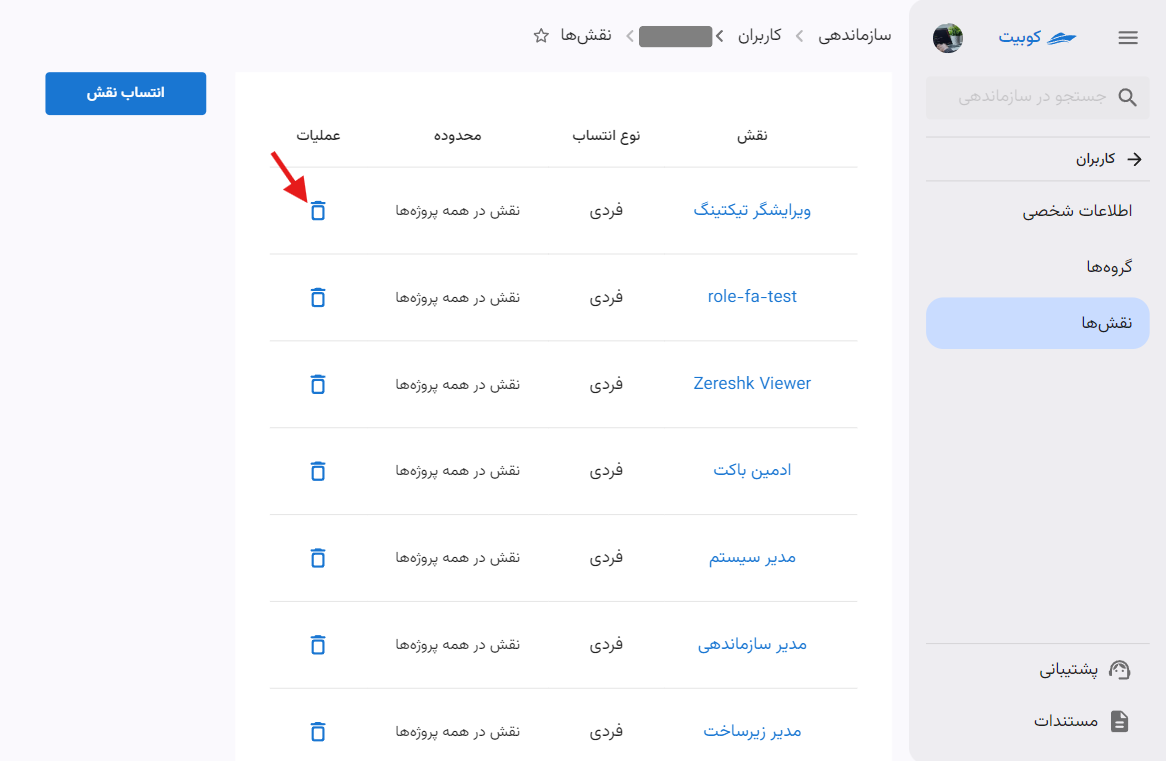 کوبیت
جستجو در سازماندهی
کاربران
اطلاعات شخصی
گروه‌ها
نقش‌ها
پشتیبانی
مستندات
سازماندهی
کاربران
نقش‌ها
انتساب نقش
نقش نوع انتساب محدوده عملیات
ویرایشگر تیکتینگ فردی نقش در همه پروژه‌ها
role-fa-test فردی نقش در همه پروژه‌ها
Zereshk Viewer فردی نقش در همه پروژه‌ها
ادمین باکت فردی نقش در همه پروژه‌ها
مدیر سیستم فردی نقش در همه پروژه‌ها
مدیر سازماندهی فردی نقش در همه پروژه‌ها
مدیر زیرساخت فردی نقش در همه پروژه‌ها